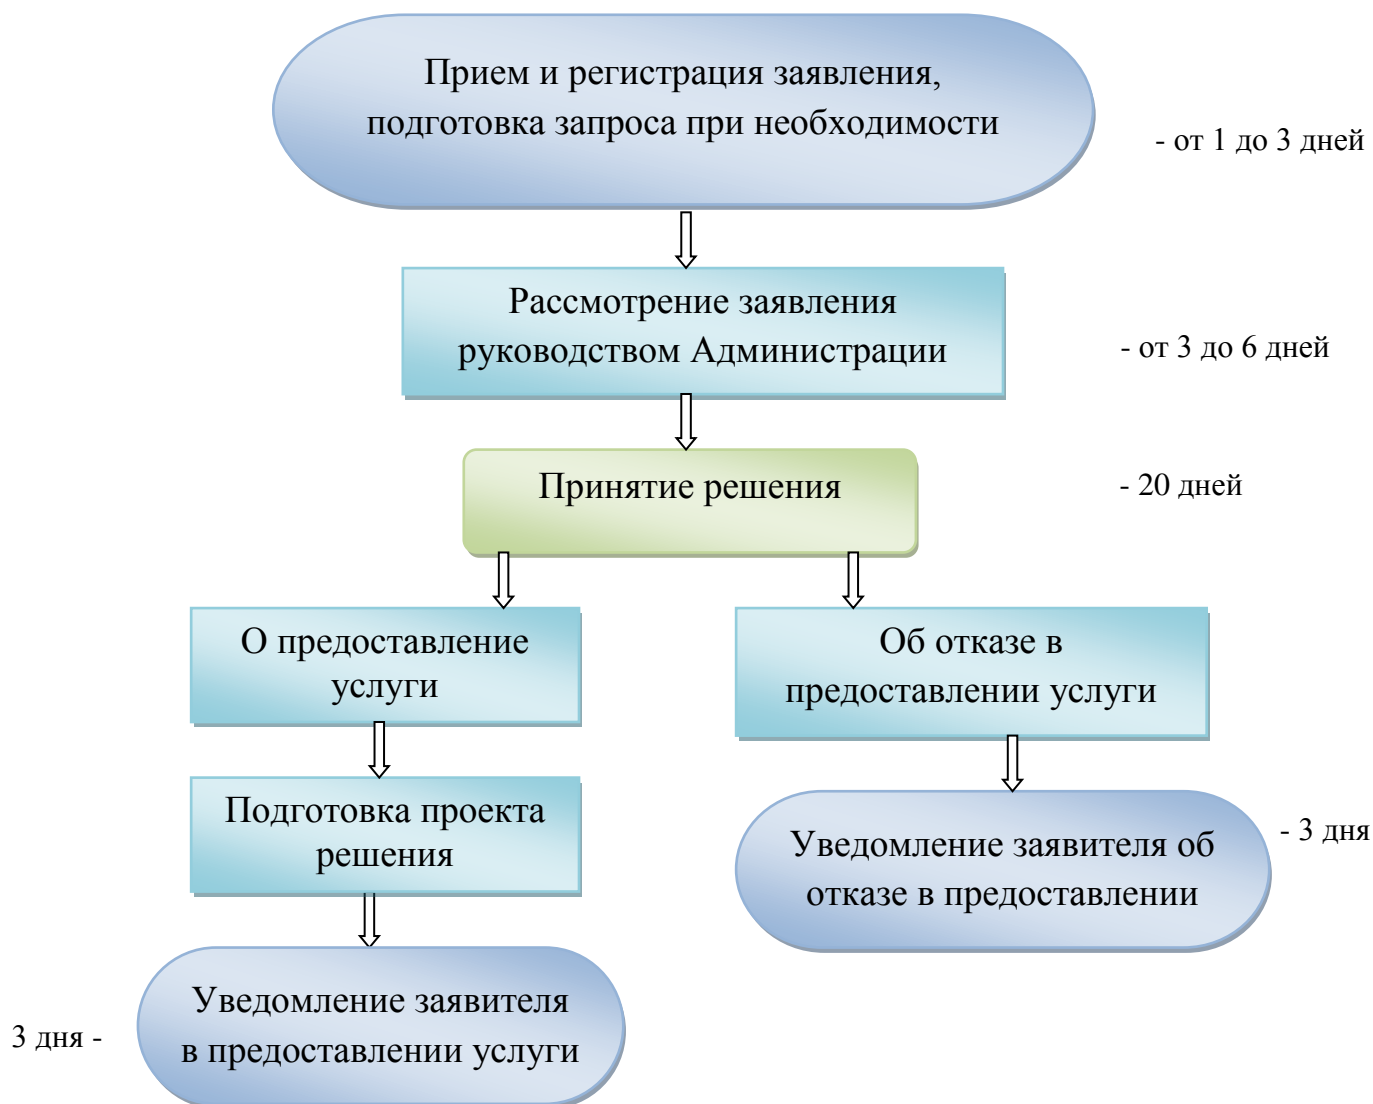 Прием и регистрация заявления,
подготовка запроса при необходимости
- от 1 до 3 дней
Рассмотрение заявления
руководством Администрации
- от 3 до 6 дней
Принятие решения
- 20 дней
О предоставление
услуги
Об отказе в
предоставлении услуги
Подготовка проекта
решения
Уведомление заявителя об
отказе в предоставлении
- 3 дня
Уведомление заявителя
в предоставлении услуги
3 дня -